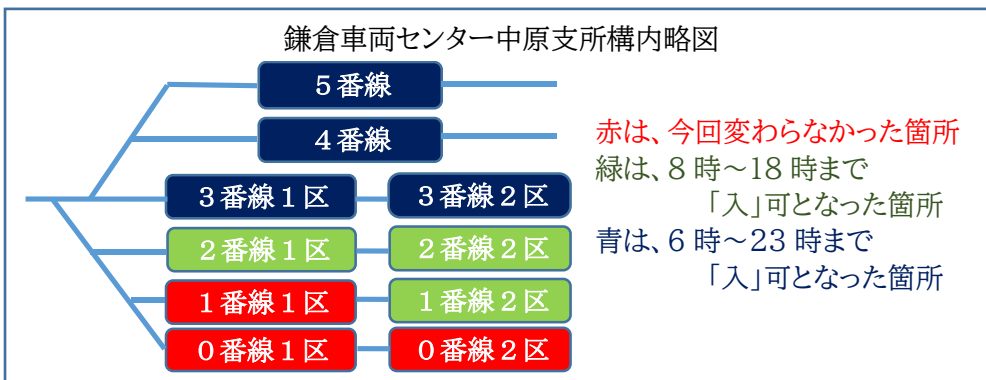 鎌倉車両センター中原支所構内略図
５番線
４番線
３番線１区
３番線２区
２番線１区
２番線２区
１番線１区
１番線２区
０番線１区
０番線２区
赤は、今回変わらなかった箇所
緑は、8時～18時まで
「入」可となった箇所
青は、6時～23時まで
「入」可となった箇所